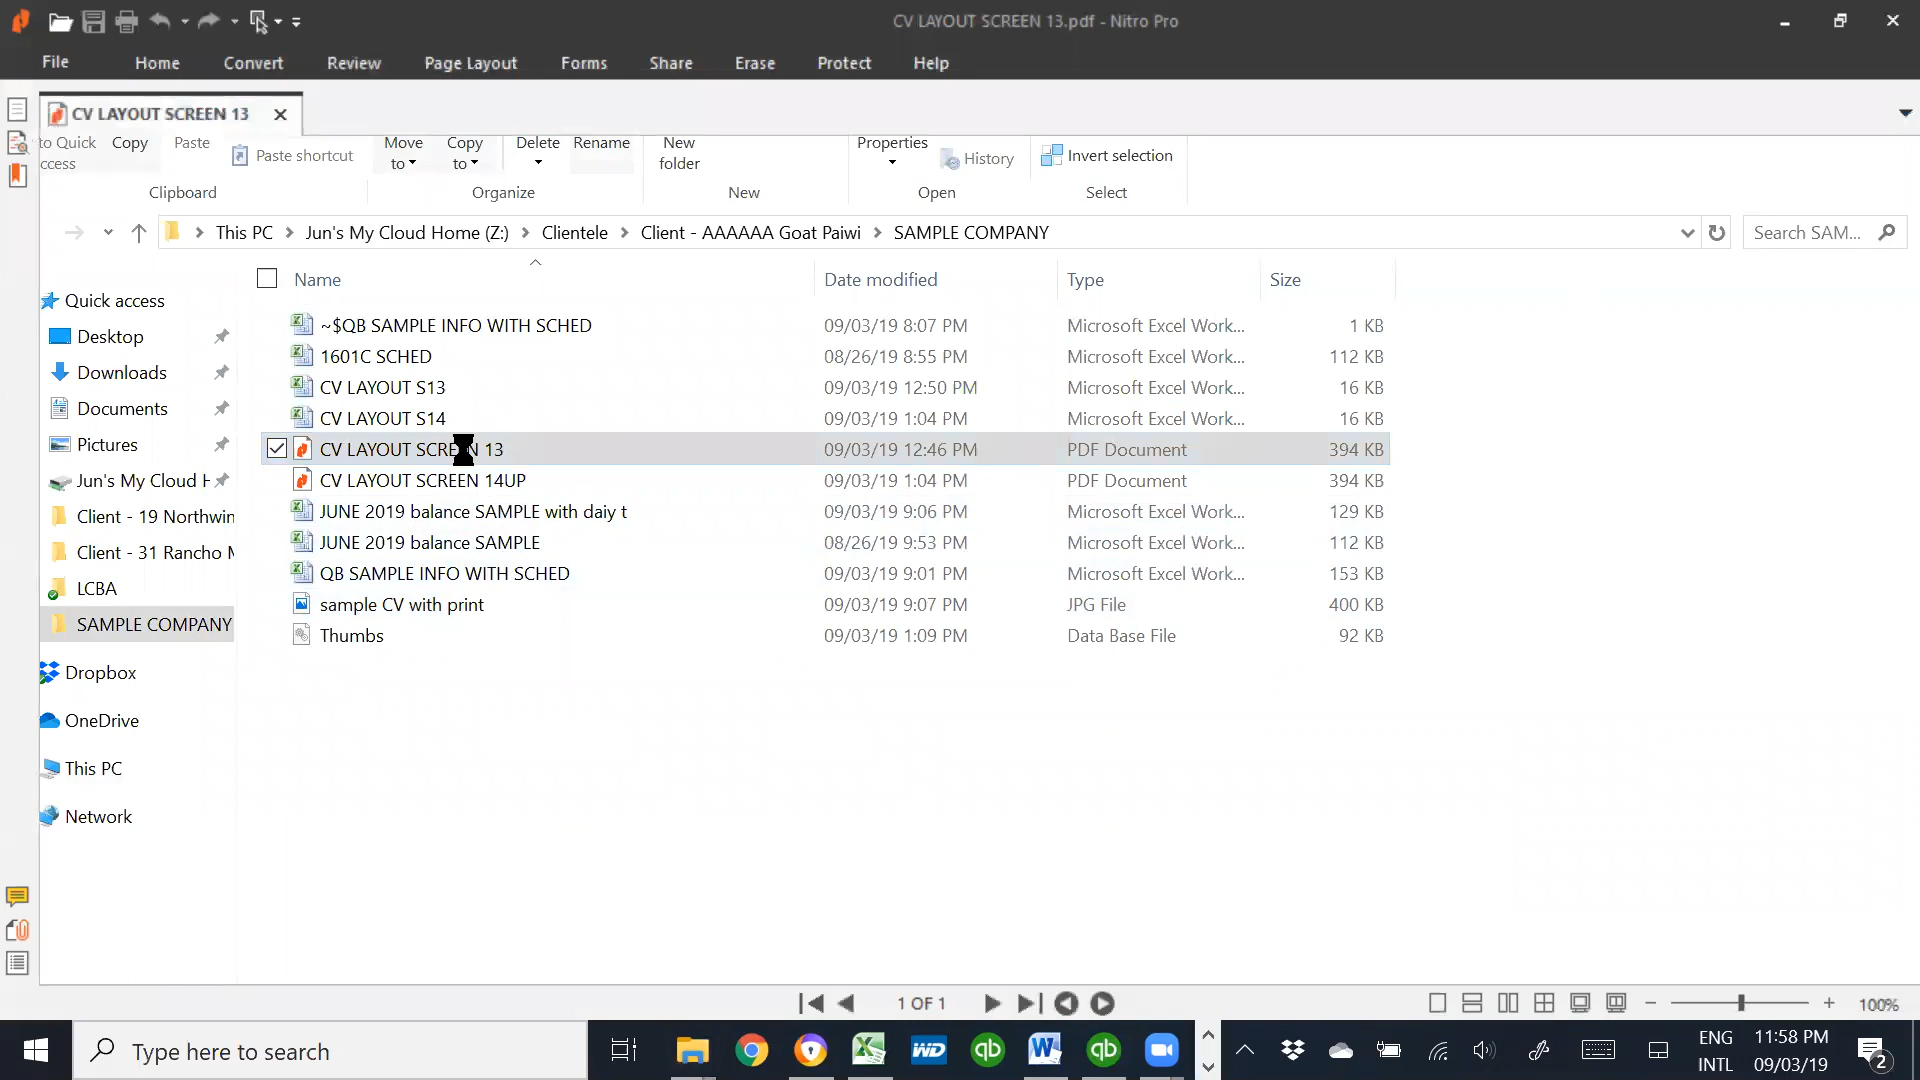 CV LAYOUT SCREEN 13.pdf - Nitro Pro
File Home Convert Review Page Layout Forms Share Erase Protect Help
CV LAYOUT SCREEN 13
to Quick Copy Paste Move Copy Delete Rename New Properties
ccess Paste shortcut to to folder History Invert selection
Clipboard Organize New Open Select
This PC Jun's My Cloud Home (Z:) Clientele Client - AAAAAA Goat Paiwi SAMPLE COMPANY Search SAM...
Name Date modified Type Size
Quick access
Desktop
Downloads
Documents
Pictures
Jun's My Cloud H
Client - 19 Northwin
Client - 31 Rancho M
LCBA
SAMPLE COMPANY
Dropbox
OneDrive
This PC
Network
~$QB SAMPLE INFO WITH SCHED 09/03/19 8:07 PM Microsoft Excel Work... 1 KB
1601C SCHED 08/26/19 8:55 PM Microsoft Excel Work... 112 KB
CV LAYOUT S13 09/03/19 12:50 PM Microsoft Excel Work... 16 KB
CV LAYOUT S14 09/03/19 1:04 PM Microsoft Excel Work... 16 KB
CV LAYOUT SCREEN 13 09/03/19 12:46 PM PDF Document 394 KB
CV LAYOUT SCREEN 14UP 09/03/19 1:04 PM PDF Document 394 KB
JUNE 2019 balance SAMPLE with daiy t 09/03/19 9:06 PM Microsoft Excel Work... 129 KB
JUNE 2019 balance SAMPLE 08/26/19 9:53 PM Microsoft Excel Work... 112 KB
QB SAMPLE INFO WITH SCHED 09/03/19 9:01 PM Microsoft Excel Work... 153 KB
sample CV with print 09/03/19 9:07 PM JPG File 400 KB
Thumbs 09/03/19 1:09 PM Data Base File 92 KB
1 OF 1 100%
Type here to search WD qb W qb ENG 11:58 PM
INTL 09/03/19 2